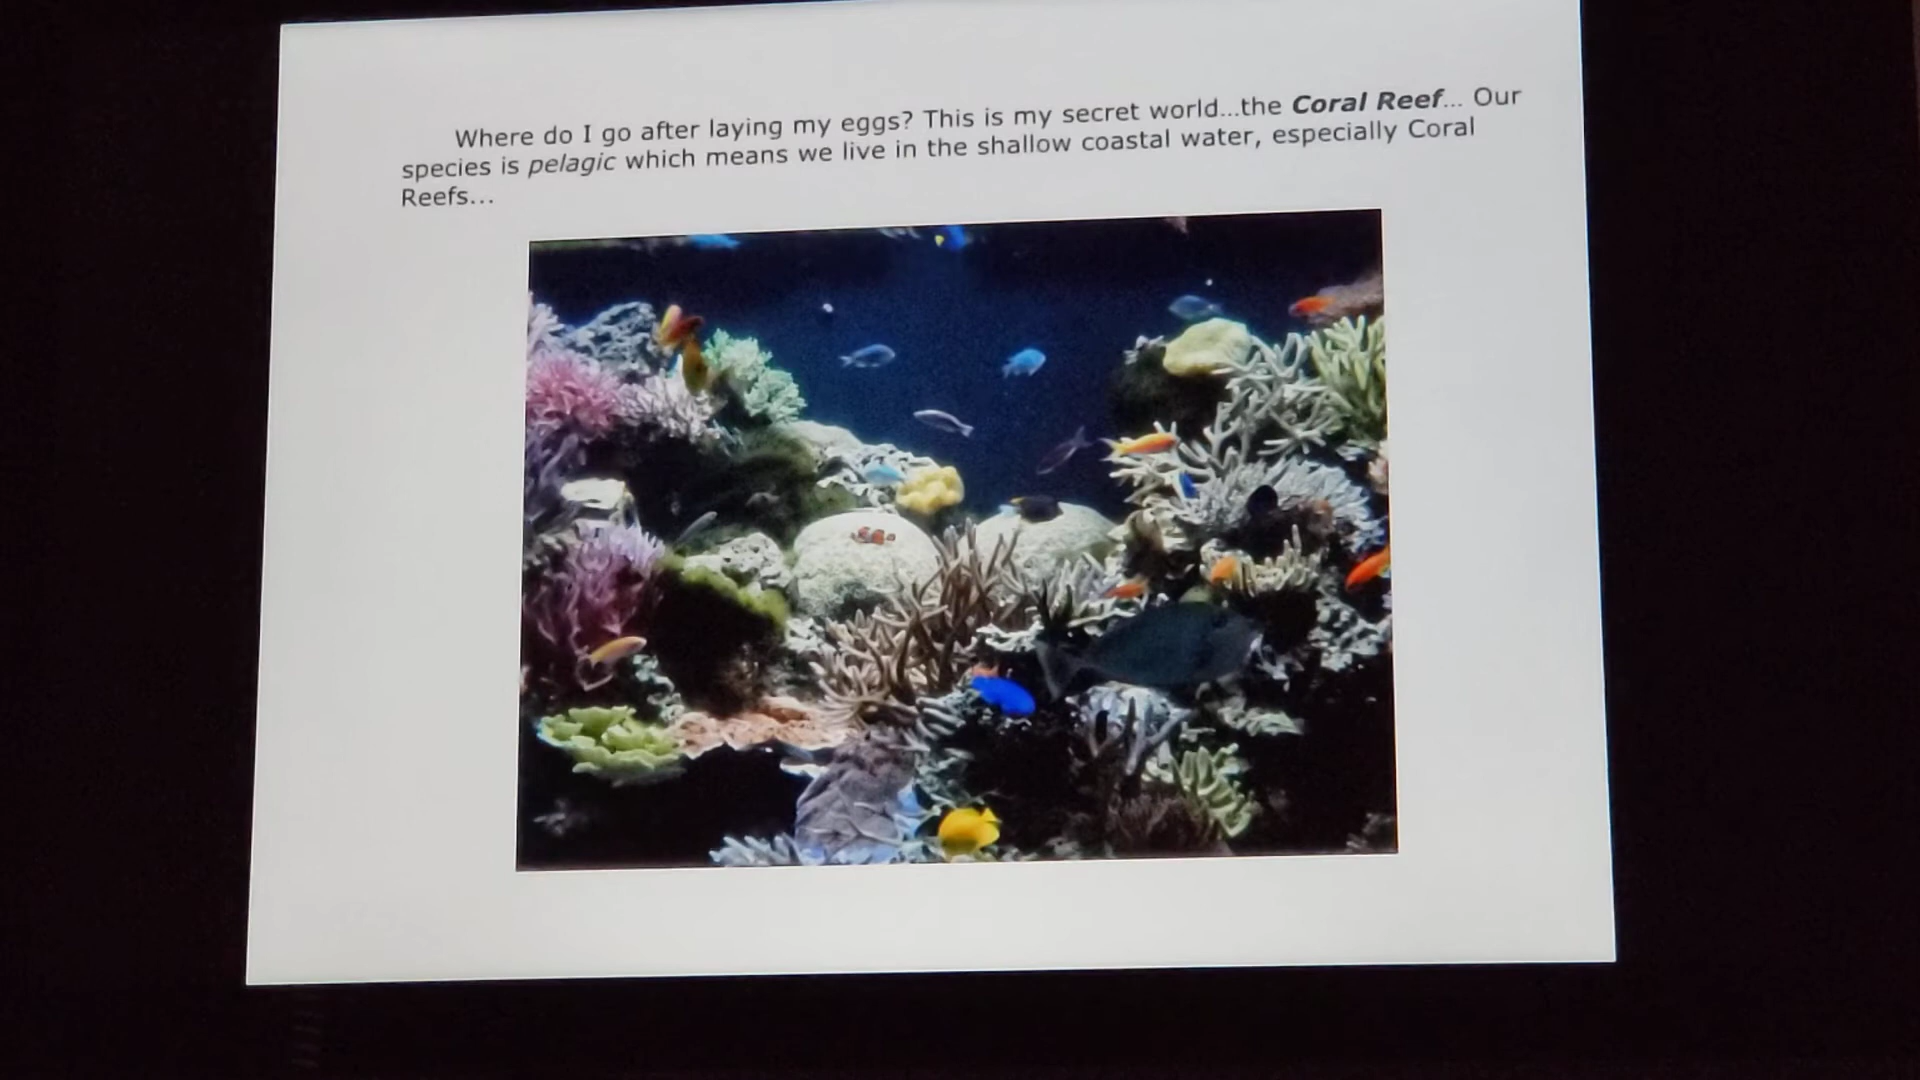 Where do I go after laying my eggs? This is my secret world...the Coral Reef... Our
species is pelagic which means we live in the shallow coastal water, especially Coral
Reefs...